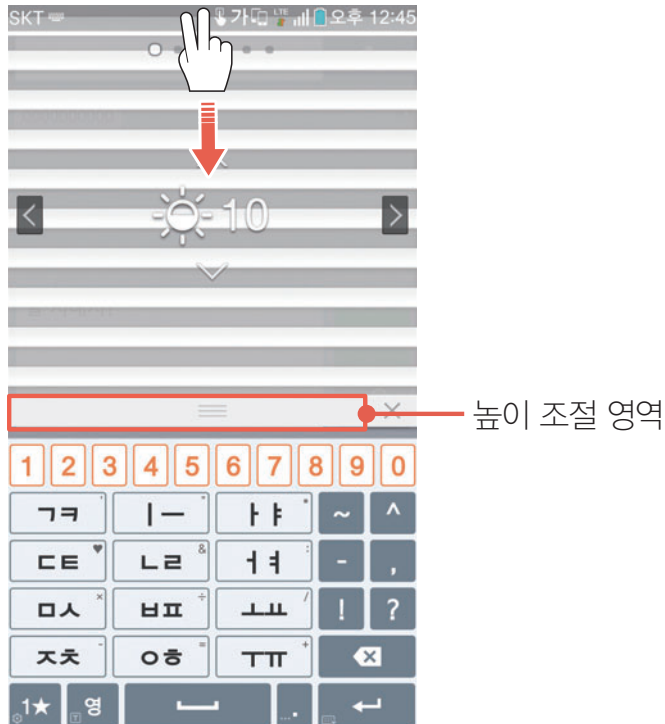 SKT 가 LTE 오후 12:45
10
높이 조절 영역
1 2 3 4 5 6 7 8 9 0
ㄱㅋ ' ㅣㅡ " ㅏㅑ * ~ ^
ㄷㅌ ♥ ㄴㄹ & ㅓㅕ : - ,
ㅁㅅ × ㅂㅍ ÷ ㅗㅛ / ! ?
ㅈㅊ - ㅇㅎ = ㅜㅠ +
1★ 영 ... .